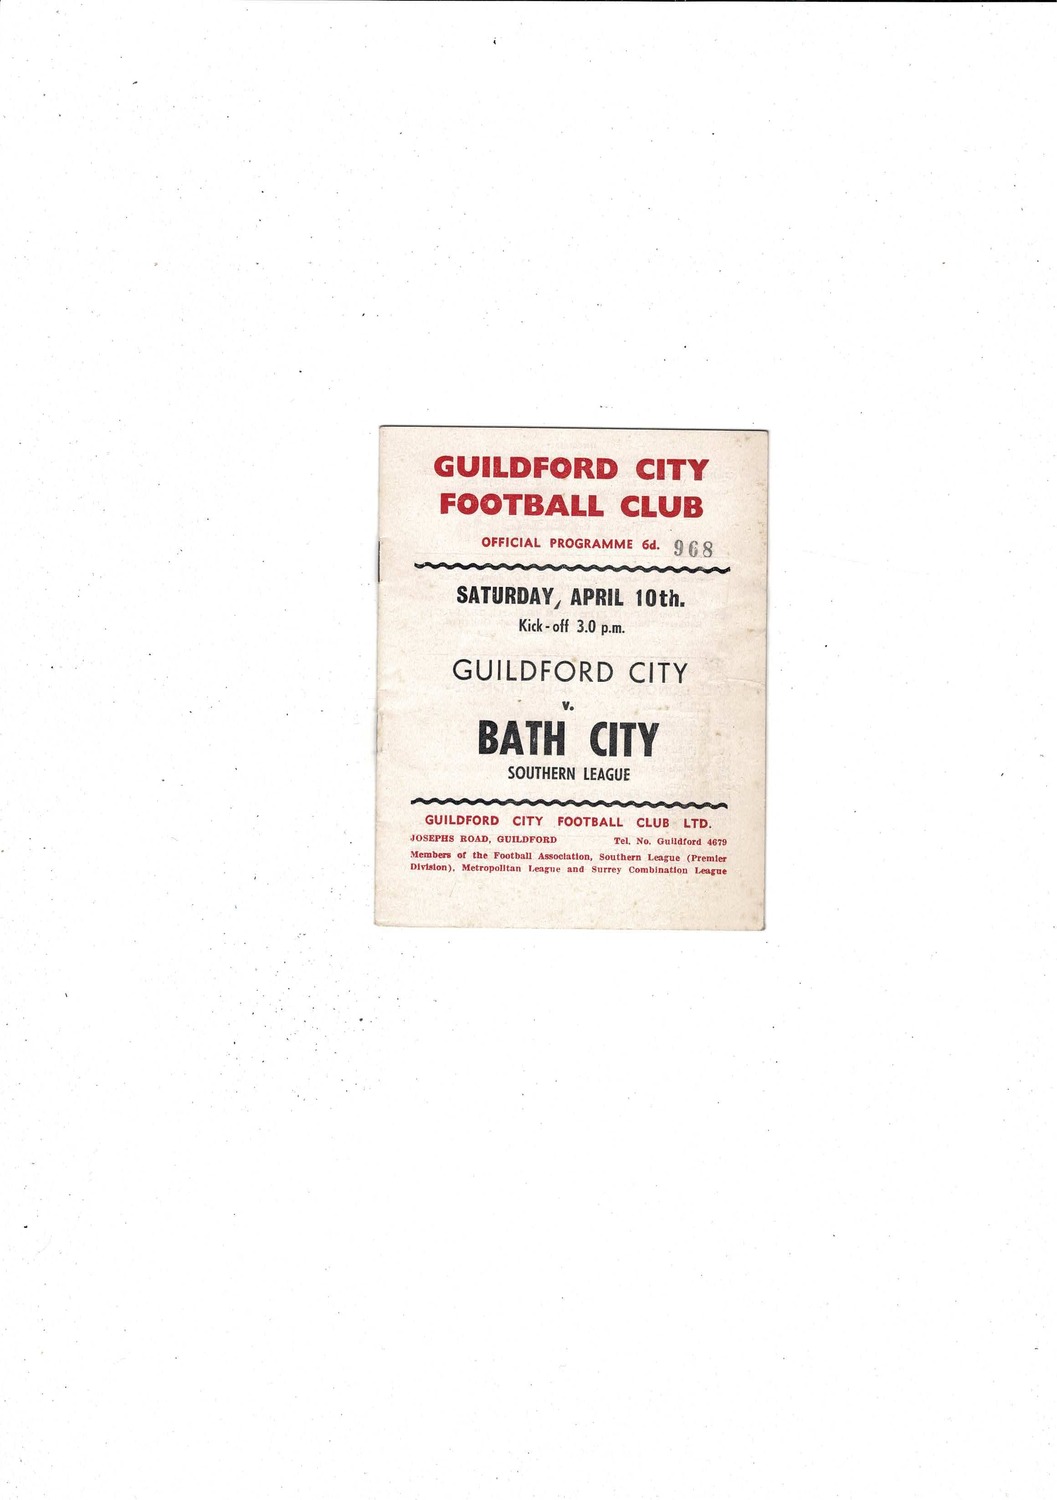 GUILDFORD CITY
FOOTBALL CLUB
OFFICIAL PROGRAMME 6d. 968
SATURDAY, APRIL 10th.
Kick-off 3.0 p.m.
GUILDFORD CITY
v.
BATH CITY
SOUTHERN LEAGUE
GUILDFORD CITY FOOTBALL CLUB LTD.
JOSEPHS ROAD, GUILDFORD Tel. No. Guildford 4679
Members of the Football Association, Southern League (Premier
Division), Metropolitan League and Surrey Combination League